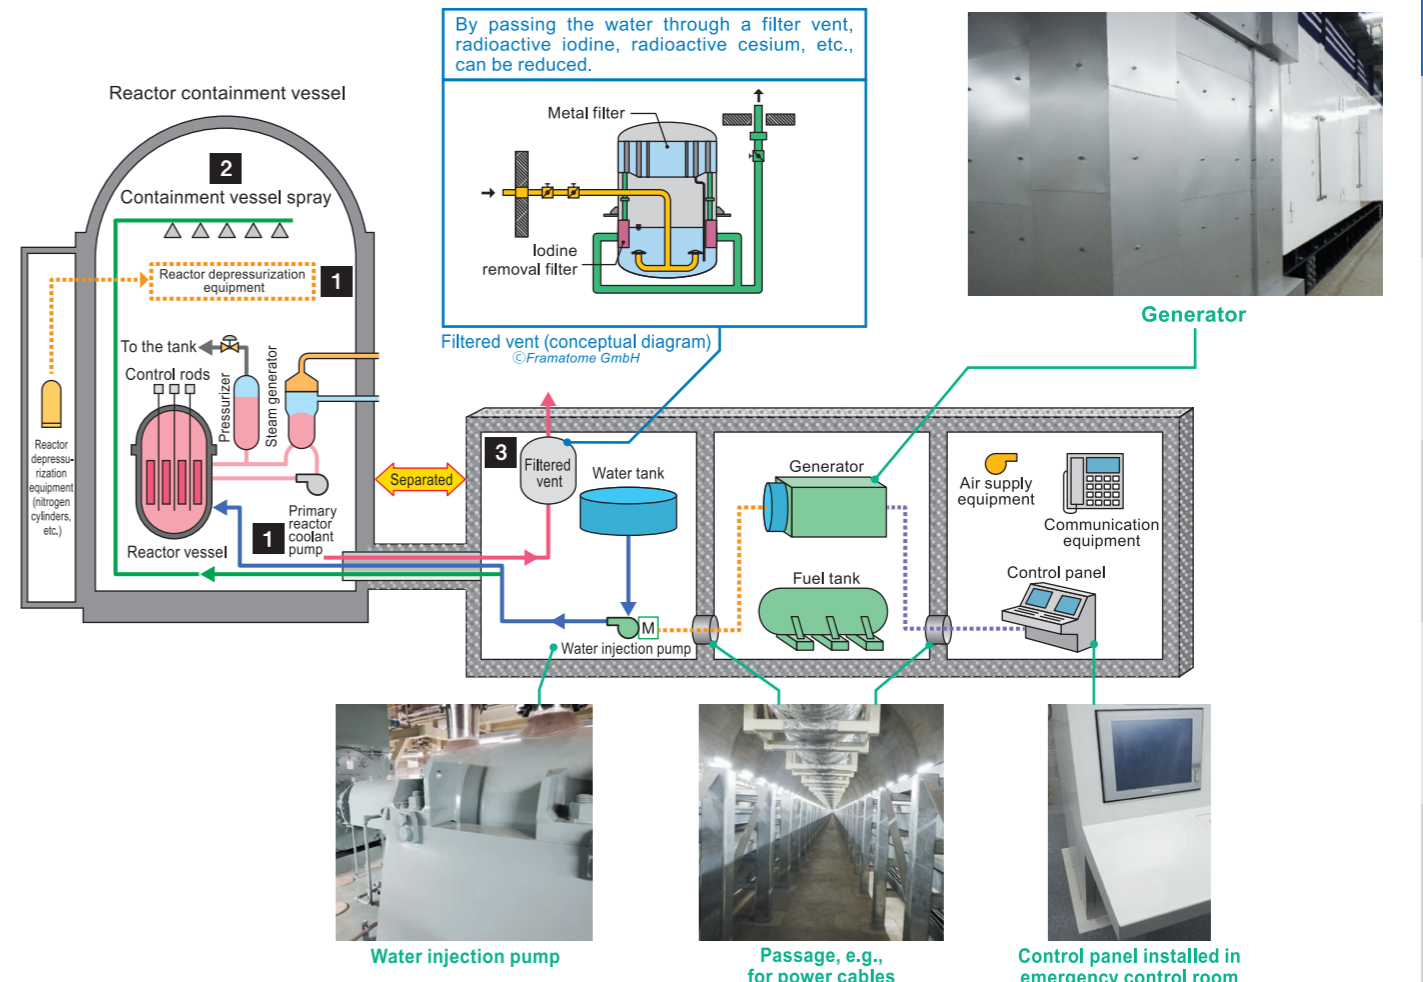 By passing the water through a filter vent,
radioactive iodine, radioactive cesium, etc.,
can be reduced.
Reactor containment vessel
Metal filter
2
Containment vessel spray
Iodine
removal filter
Reactor depressurization
equipment
1
Generator
Filtered vent (conceptual diagram)
©Framatome GmbH
To the tank
Control rods
Pressurizer
Steam generator
Reactor
depressu-
rization
equipment
(nitrogen
cylinders,
etc.)
Reactor vessel
1
Primary
reactor
coolant
pump
Separated
3
Filtered
vent
Water tank
M
Water injection pump
Generator
Fuel tank
Air supply
equipment
Communication
equipment
Control panel
Water injection pump
Passage, e.g.,
for power cables
Control panel installed in
emergency control room